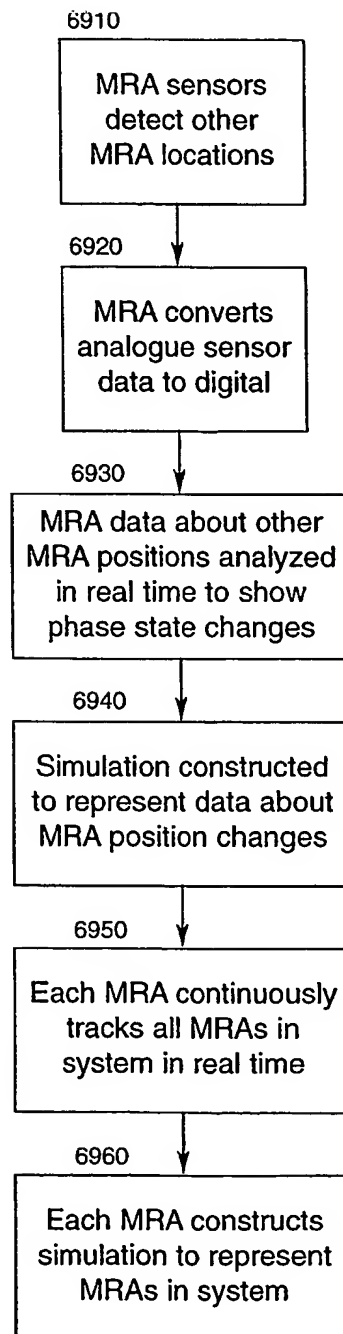 6910
MRA sensors
detect other
MRA locations
6920
MRA converts
analogue sensor
data to digital
6930
MRA data about other
MRA positions analyzed
in real time to show
phase state changes
6940
Simulation constructed
to represent data about
MRA position changes
6950
Each MRA continuously
tracks all MRAs in
system in real time
6960
Each MRA constructs
simulation to represent
MRAs in system